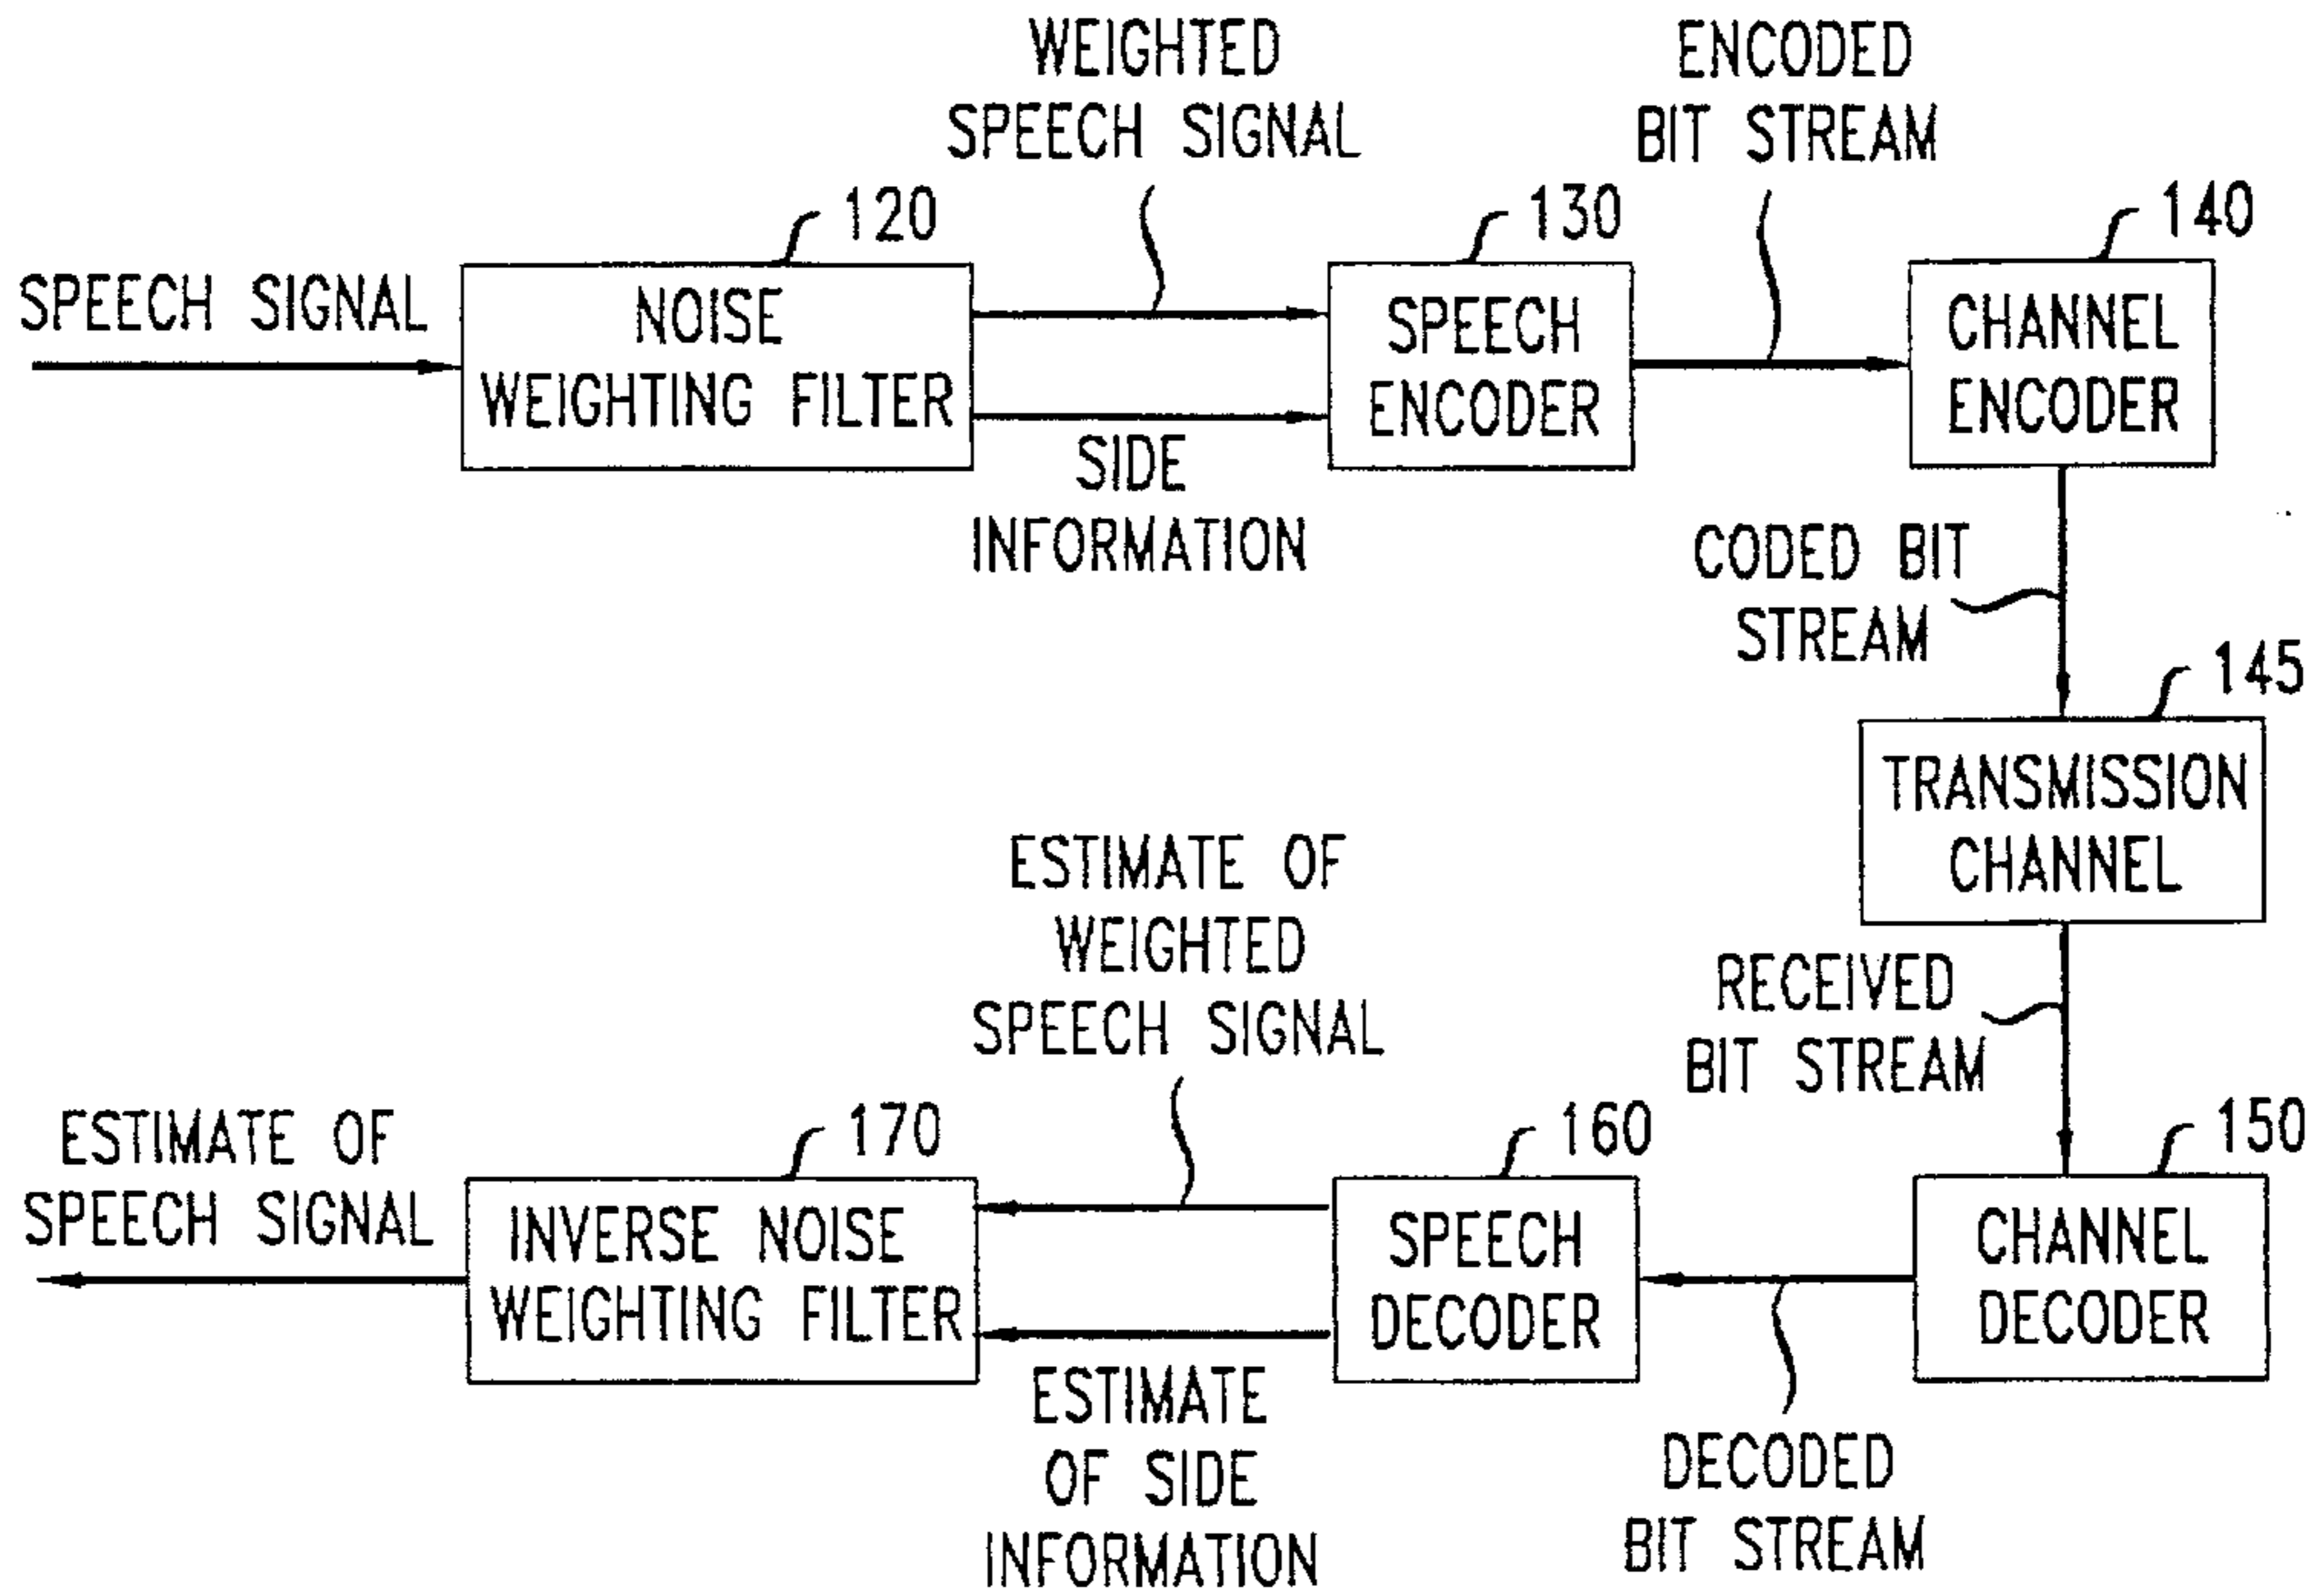 WEIGHTED
SPEECH SIGNAL
ENCODED
BIT STREAM
120
130
140
SPEECH SIGNAL
NOISE
WEIGHTING FILTER
SPEECH
ENCODER
CHANNEL
ENCODER
SIDE
INFORMATION
CODED BIT
STREAM
145
TRANSMISSION
CHANNEL
ESTIMATE OF
WEIGHTED
SPEECH SIGNAL
RECEIVED
BIT STREAM
ESTIMATE OF
SPEECH SIGNAL
170
160
150
INVERSE NOISE
WEIGHTING FILTER
SPEECH
DECODER
CHANNEL
DECODER
ESTIMATE
OF SIDE
INFORMATION
DECODED
BIT STREAM